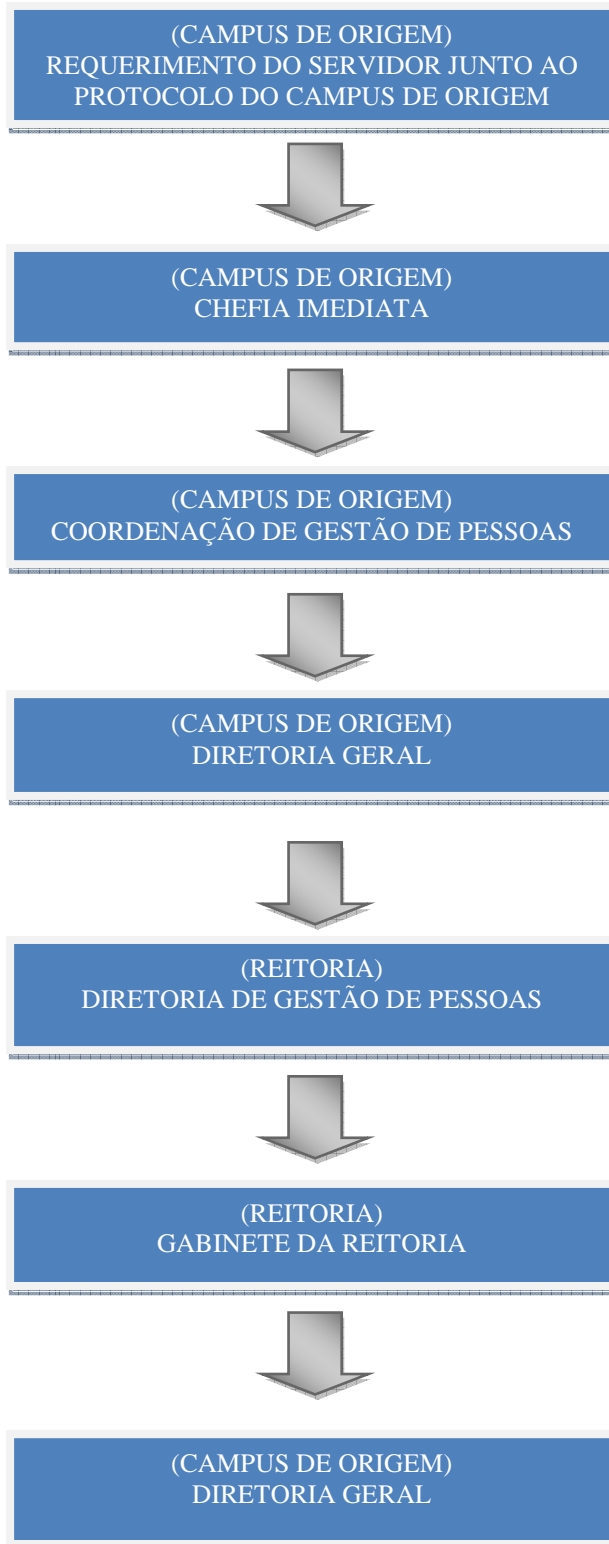 (CAMPUS DE ORIGEM)
REQUERIMENTO DO SERVIDOR JUNTO AO
PROTOCOLO DO CAMPUS DE ORIGEM
(CAMPUS DE ORIGEM)
CHEFIA IMEDIATA
(CAMPUS DE ORIGEM)
COORDENAÇÃO DE GESTÃO DE PESSOAS
(CAMPUS DE ORIGEM)
DIRETORIA GERAL
(REITORIA)
DIRETORIA DE GESTÃO DE PESSOAS
(REITORIA)
GABINETE DA REITORIA
(CAMPUS DE ORIGEM)
DIRETORIA GERAL